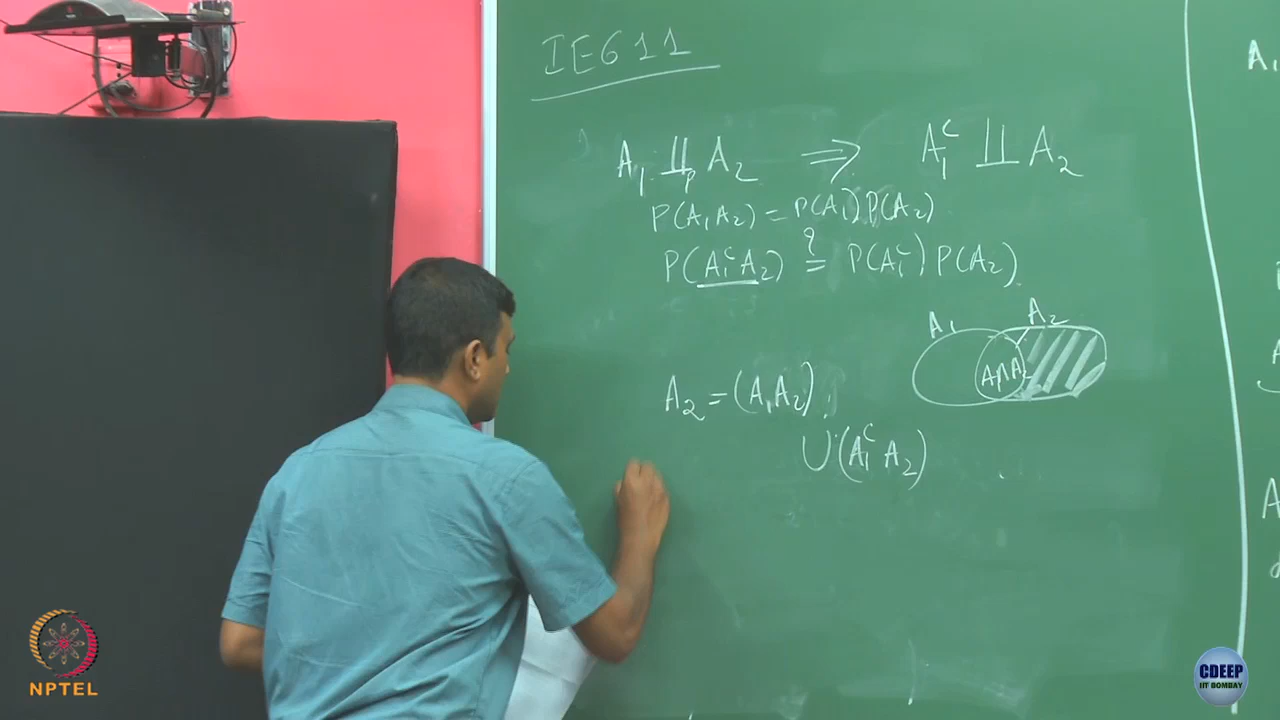 IE611
A₁ ⫫ₚ A₂ ⇒ A₁ᶜ ⫫ A₂
P(A₁A₂) = P(A₁)P(A₂)
P(A₁ᶜA₂) ≟ P(A₁ᶜ)P(A₂)
A₁ A₂
A₁∩A₂
A₂ = (A₁A₂)
∪(A₁ᶜA₂)
A₁
NPTEL
CDEEP
IIT BOMBAY